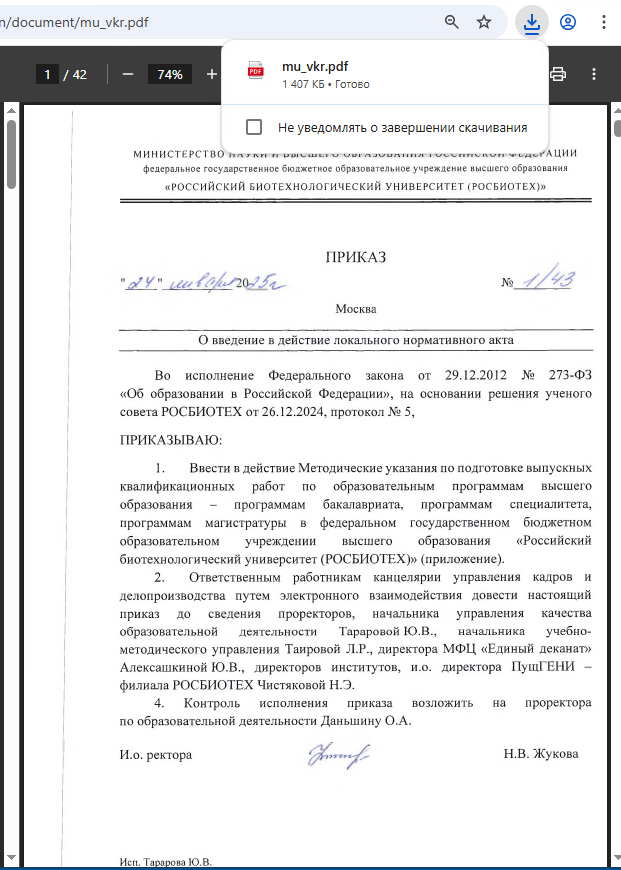 n/document/mu_vkr.pdf
1 / 42
74%
mu_vkr.pdf
PDF
1 407 КБ • Готово
Не уведомлять о завершении скачивания
МИНИСТЕРСТВО НАУКИ И ВЫСШЕГО ОБРАЗОВАНИЯ РОССИЙСКОЙ ФЕДЕРАЦИИ
федеральное государственное бюджетное образовательное учреждение высшего образования
«РОССИЙСКИЙ БИОТЕХНОЛОГИЧЕСКИЙ УНИВЕРСИТЕТ (РОСБИОТЕХ)»
ПРИКАЗ
"24" января 2025г № 1/43
Москва
О введение в действие локального нормативного акта
Во исполнение Федерального закона от 29.12.2012 № 273-ФЗ
«Об образовании в Российской Федерации», на основании решения ученого
совета РОСБИОТЕХ от 26.12.2024, протокол № 5,
ПРИКАЗЫВАЮ:
1. Ввести в действие Методические указания по подготовке выпускных
квалификационных работ по образовательным программам высшего
образования – программам бакалавриата, программам специалитета,
программам магистратуры в федеральном государственном бюджетном
образовательном учреждении высшего образования «Российский
биотехнологический университет (РОСБИОТЕХ)» (приложение).
2. Ответственным работникам канцелярии управления кадров и
делопроизводства путем электронного взаимодействия довести настоящий
приказ до сведения проректоров, начальника управления качества
образовательной деятельности Тараровой Ю.В., начальника учебно-
методического управления Таировой Л.Р., директора МФЦ «Единый деканат»
Алексашкиной Ю.В., директоров институтов, и.о. директора ПущГЕНИ –
филиала РОСБИОТЕХ Чистяковой Н.Э.
4. Контроль исполнения приказа возложить на проректора
по образовательной деятельности Даньшину О.А.
И.о. ректора Н.В. Жукова
Исп. Тарарова Ю.В.